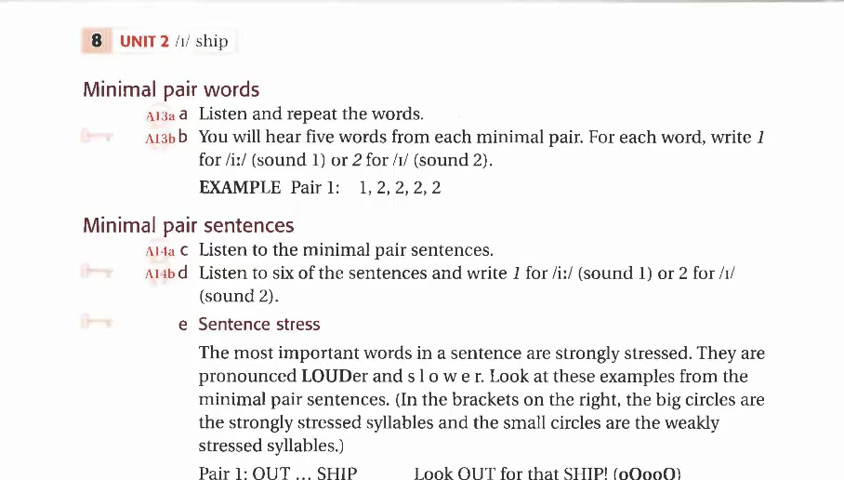 8 UNIT 2 /ɪ/ ship
Minimal pair words
A13a a Listen and repeat the words.
A13b b You will hear five words from each minimal pair. For each word, write 1
for /iː/ (sound 1) or 2 for /ɪ/ (sound 2).
EXAMPLE Pair 1: 1, 2, 2, 2, 2
Minimal pair sentences
A14a c Listen to the minimal pair sentences.
A14b d Listen to six of the sentences and write 1 for /iː/ (sound 1) or 2 for /ɪ/
(sound 2).
e Sentence stress
The most important words in a sentence are strongly stressed. They are
pronounced LOUDer and s l o w e r. Look at these examples from the
minimal pair sentences. (In the brackets on the right, the big circles are
the strongly stressed syllables and the small circles are the weakly
stressed syllables.)
Pair 1: OUT ... SHIP Look OUT for that SHIP! (oOooO)